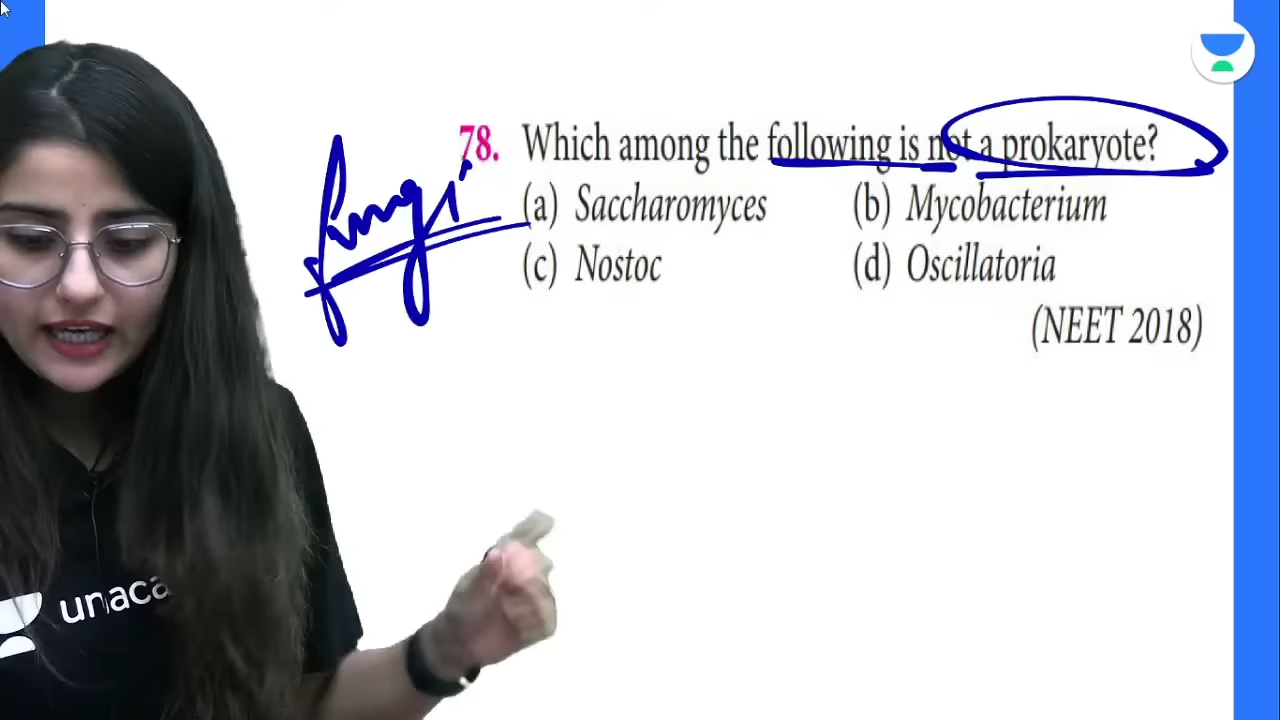 78. Which among the following is not a prokaryote?
(a) Saccharomyces (b) Mycobacterium
(c) Nostoc (d) Oscillatoria
(NEET 2018)
fungi
unaca